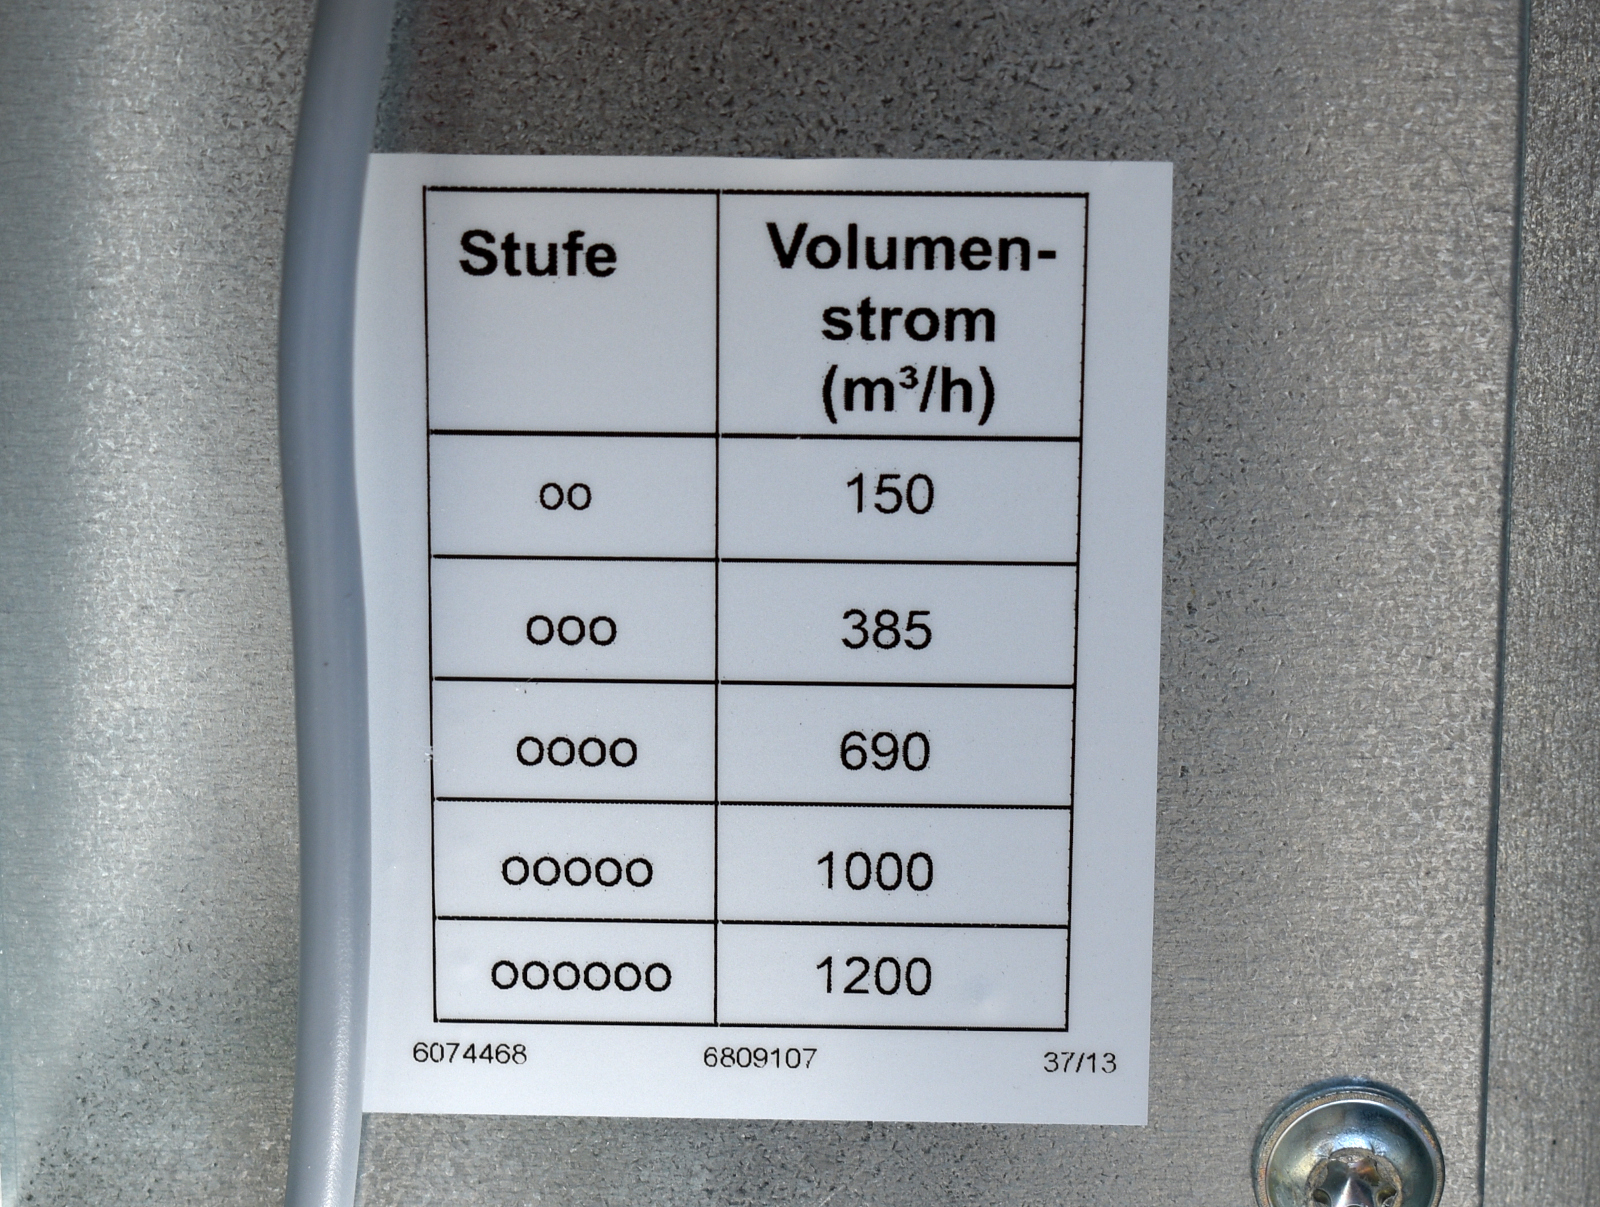 Stufe Volumen-
strom
(m³/h)
oo 150
ooo 385
oooo 690
ooooo 1000
oooooo 1200
6074468 6809107 37/13